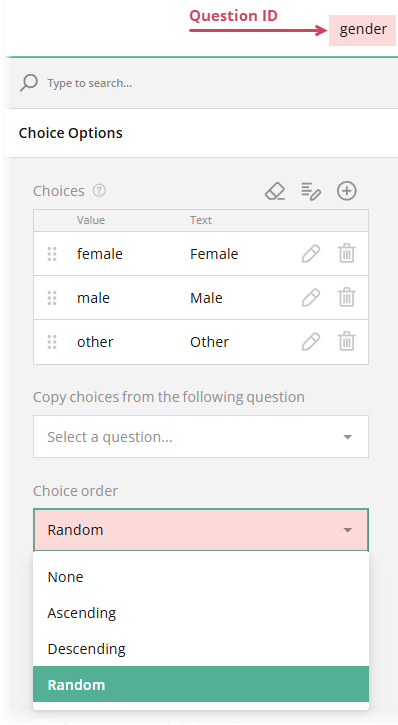 Question ID
gender
Type to search...
Choice Options
Choices
Value Text
female Female
male Male
other Other
Copy choices from the following question
Select a question...
Choice order
Random
None
Ascending
Descending
Random